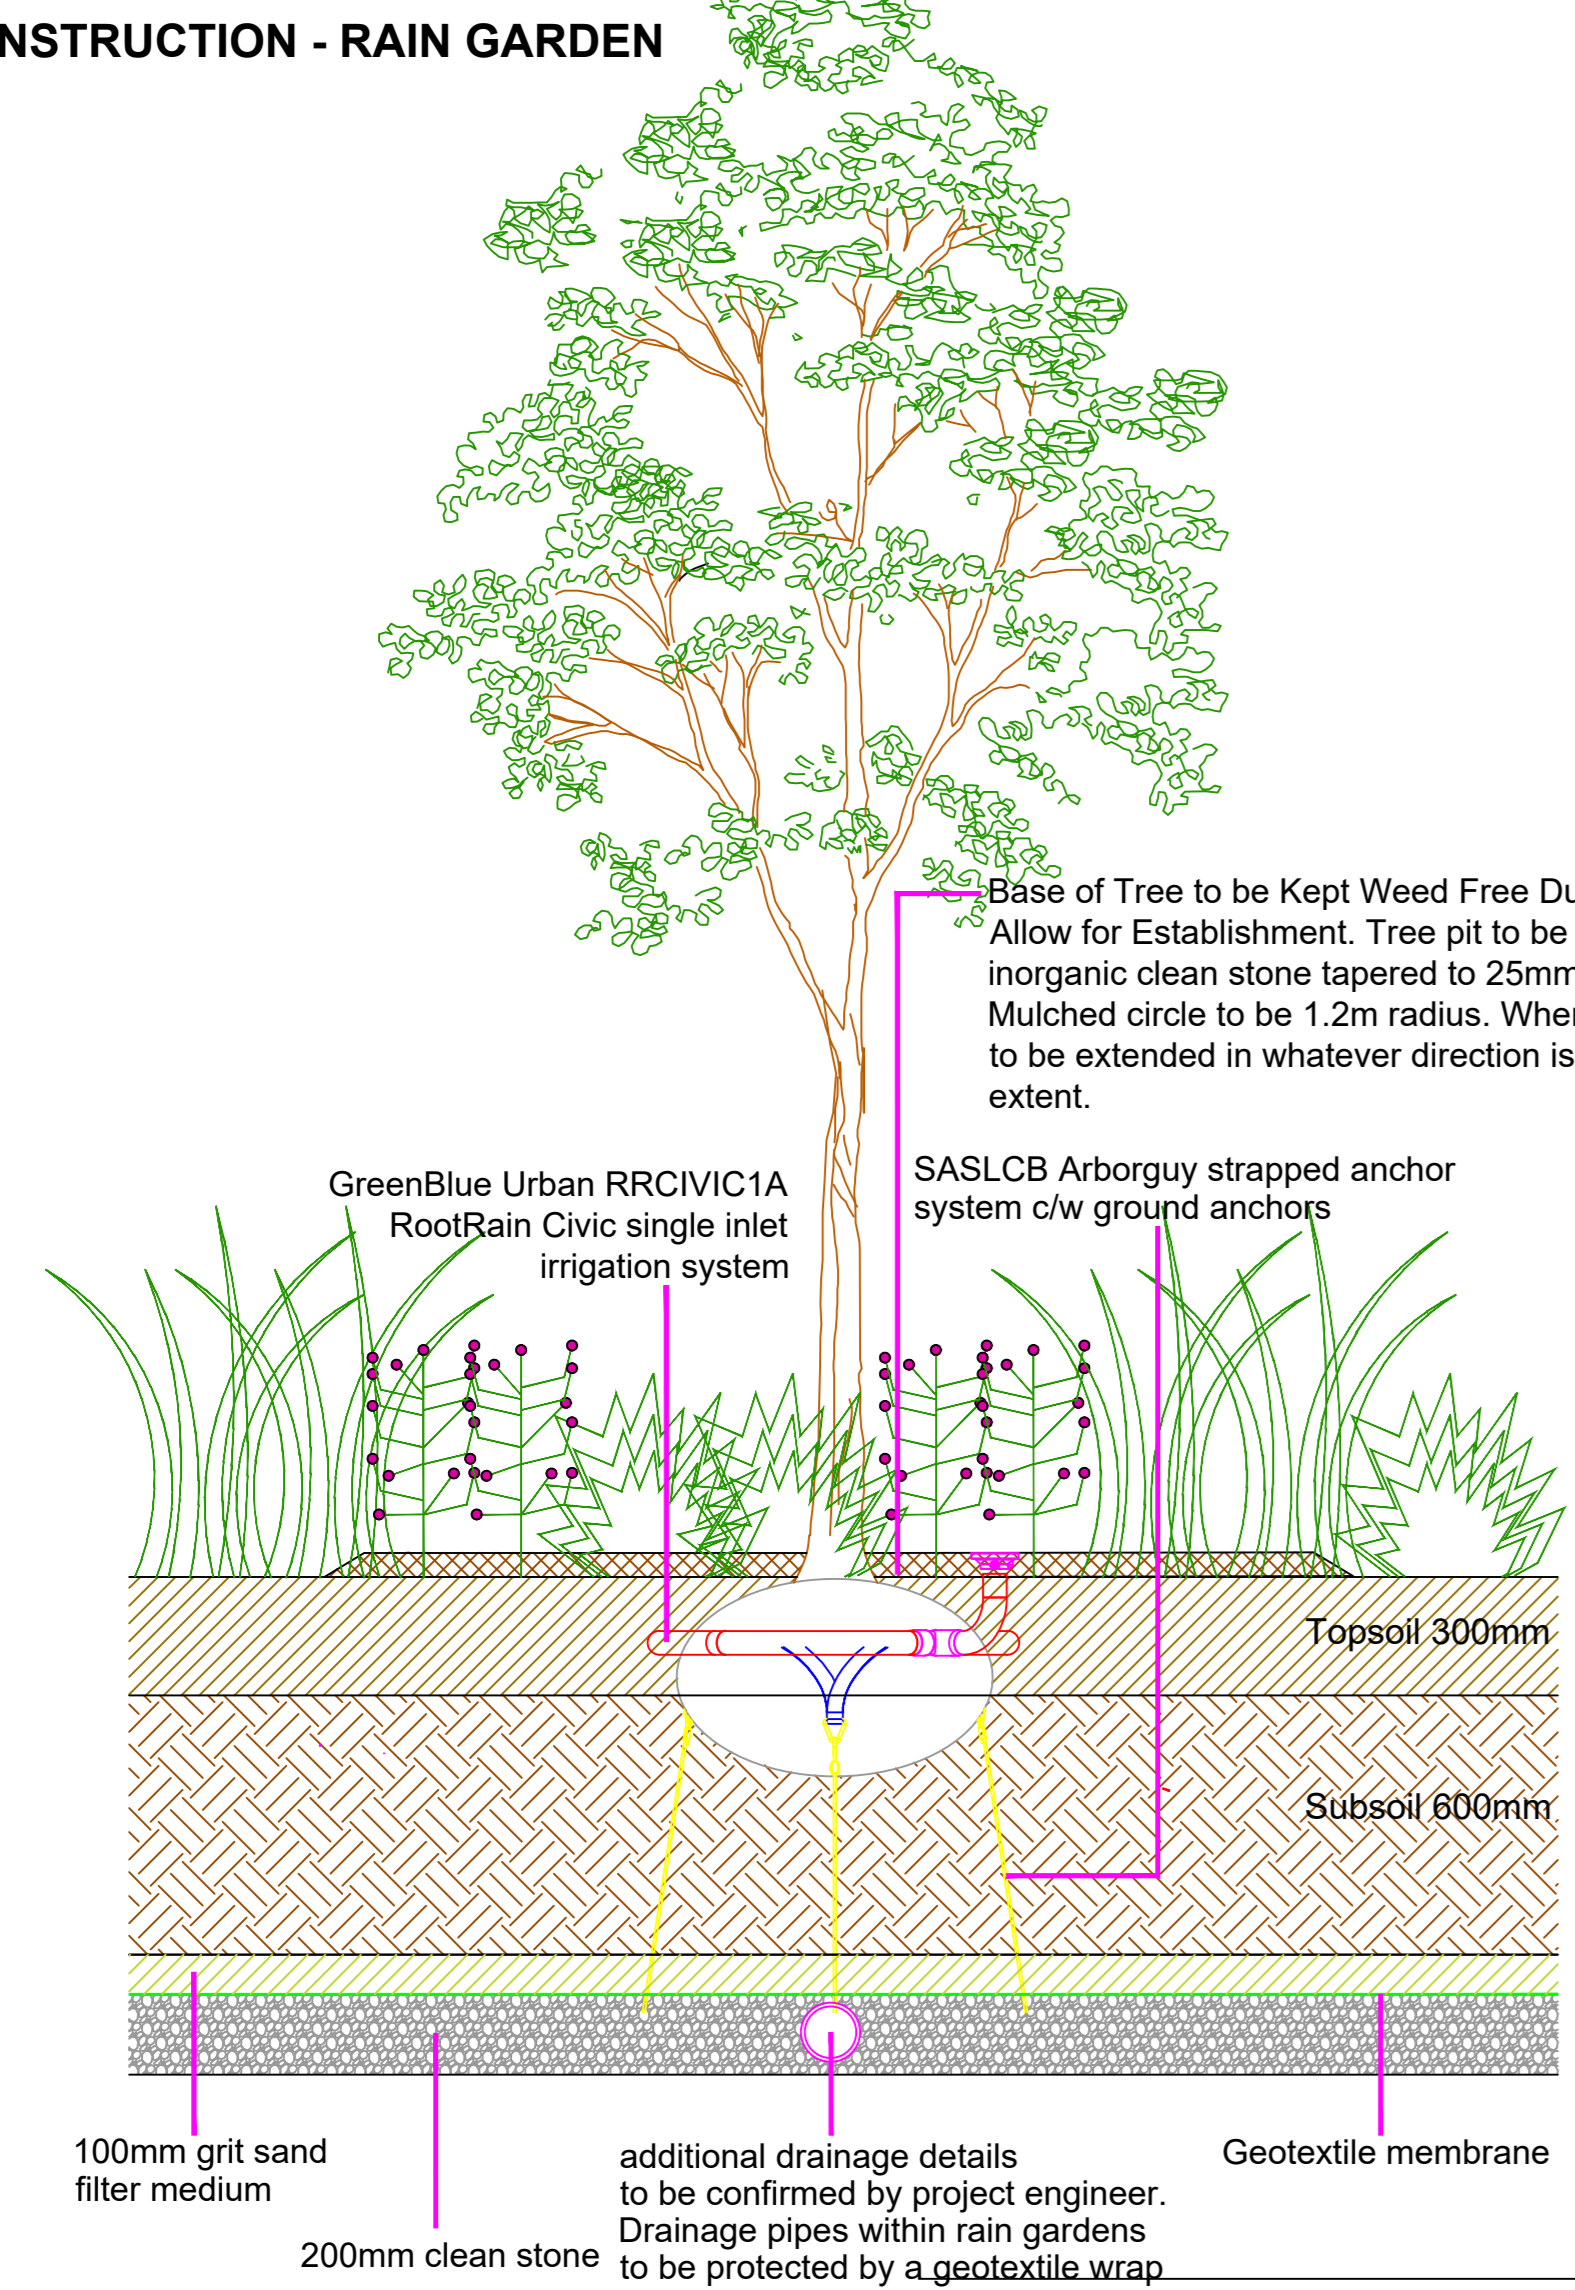 NSTRUCTION - RAIN GARDEN
Base of Tree to be Kept Weed Free Du
Allow for Establishment. Tree pit to be
inorganic clean stone tapered to 25mm
Mulched circle to be 1.2m radius. Wher
to be extended in whatever direction is
extent.
GreenBlue Urban RRCIVIC1A
RootRain Civic single inlet
irrigation system
SASLCB Arborguy strapped anchor
system c/w ground anchors
Topsoil 300mm
Subsoil 600mm
100mm grit sand
filter medium
200mm clean stone
additional drainage details
to be confirmed by project engineer.
Drainage pipes within rain gardens
to be protected by a geotextile wrap
Geotextile membrane